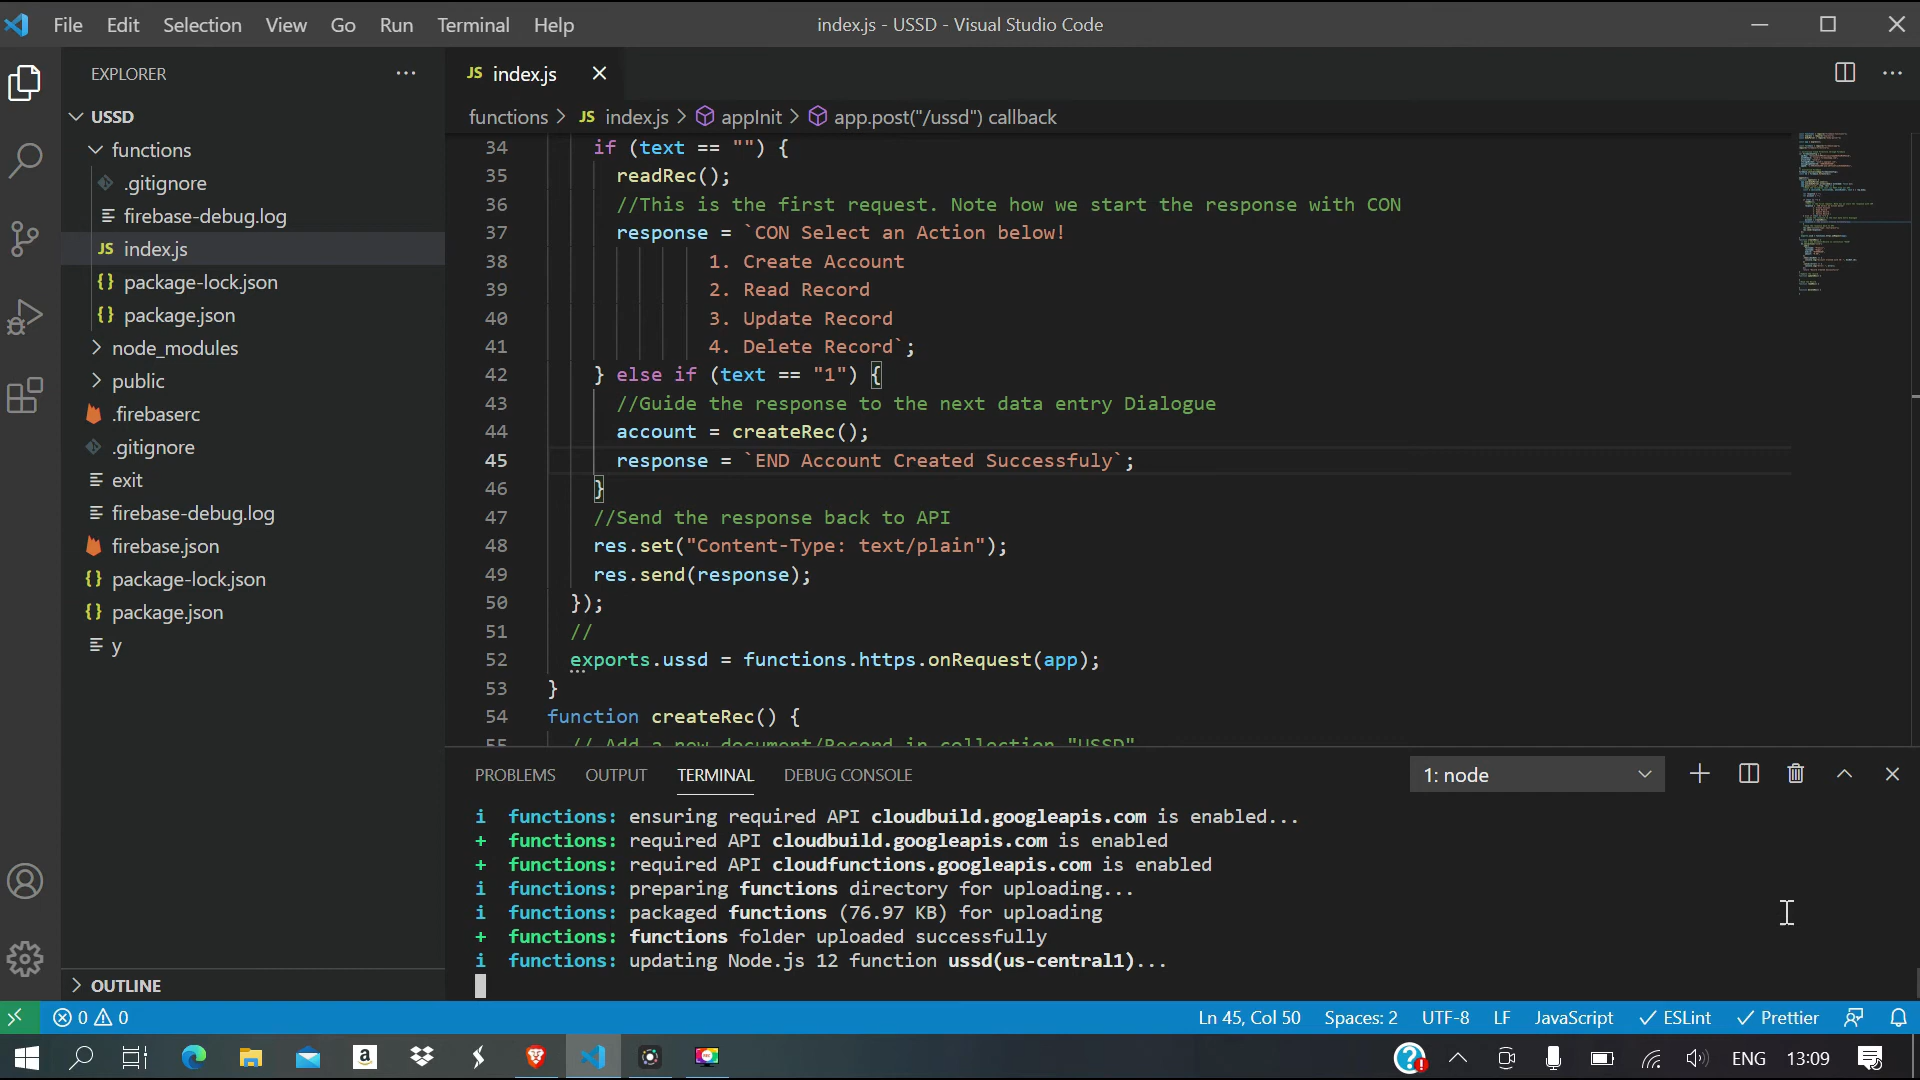 File Edit Selection View Go Run Terminal Help
index.js - USSD - Visual Studio Code
EXPLORER
USSD
functions
.gitignore
firebase-debug.log
JS index.js
{} package-lock.json
{} package.json
node_modules
public
.firebaserc
.gitignore
exit
firebase-debug.log
firebase.json
{} package-lock.json
{} package.json
y
OUTLINE
JS index.js
functions > JS index.js > appInit > app.post("/ussd") callback
34 if (text == "") {
35 readRec();
36 //This is the first request. Note how we start the response with CON
37 response = `CON Select an Action below!
38 1. Create Account
39 2. Read Record
40 3. Update Record
41 4. Delete Record`;
42 } else if (text == "1") {
43 //Guide the response to the next data entry Dialogue
44 account = createRec();
45 response = `END Account Created Successfuly`;
46 }
47 //Send the response back to API
48 res.set("Content-Type: text/plain");
49 res.send(response);
50 });
51 //
52 exports.ussd = functions.https.onRequest(app);
53 }
54 function createRec() {
55 // Add a new document/Record in collection "USSD"
PROBLEMS OUTPUT TERMINAL DEBUG CONSOLE
1: node
i functions: ensuring required API cloudbuild.googleapis.com is enabled...
+ functions: required API cloudbuild.googleapis.com is enabled
+ functions: required API cloudfunctions.googleapis.com is enabled
i functions: preparing functions directory for uploading...
i functions: packaged functions (76.97 KB) for uploading
+ functions: functions folder uploaded successfully
i functions: updating Node.js 12 function ussd(us-central1)...
0 0
Ln 45, Col 50 Spaces: 2 UTF-8 LF JavaScript ESLint Prettier
ENG 13:09